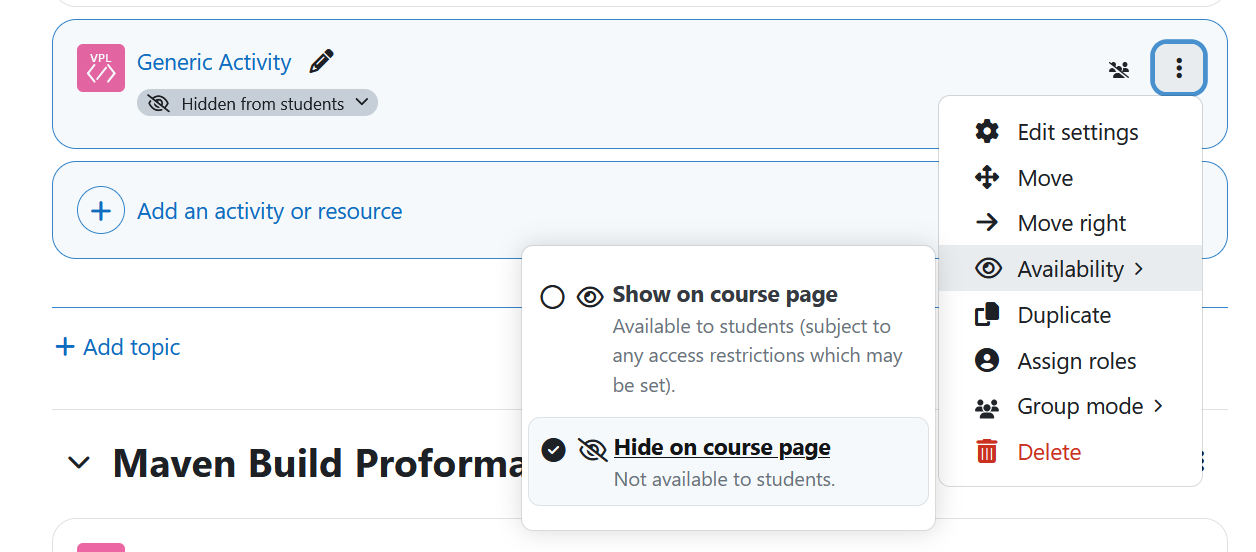 VPL
Generic Activity
Hidden from students
Edit settings
Move
Move right
Availability
Duplicate
Assign roles
Group mode
Delete
Add an activity or resource
Show on course page
Available to students (subject to
any access restrictions which may
be set).
Hide on course page
Not available to students.
Add topic
Maven Build Proforma